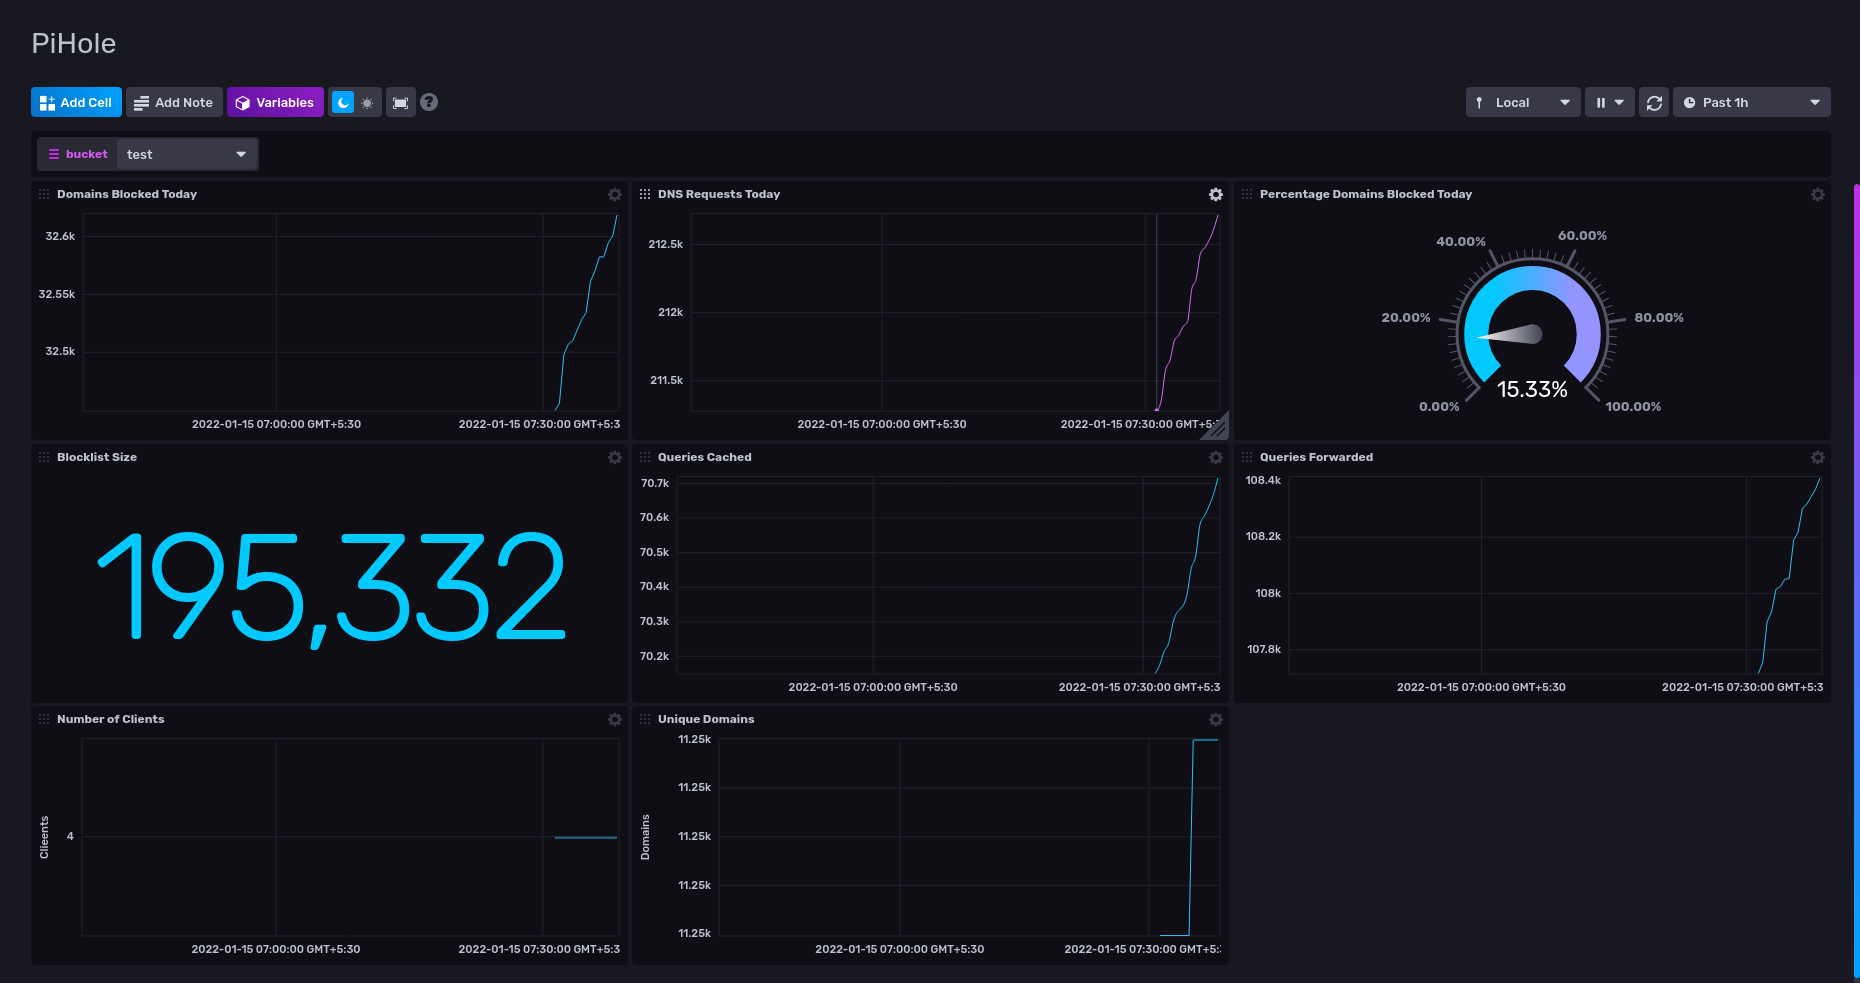 PiHole
Add Cell
Add Note
Variables
?
Local
Past 1h
bucket
test
Domains Blocked Today
32.6k
32.55k
32.5k
2022-01-15 07:00:00 GMT+5:30
2022-01-15 07:30:00 GMT+5:3
DNS Requests Today
212.5k
212k
211.5k
2022-01-15 07:00:00 GMT+5:30
2022-01-15 07:30:00 GMT+5:
Percentage Domains Blocked Today
40.00%
60.00%
20.00%
80.00%
15.33%
0.00%
100.00%
Blocklist Size
195,332
Queries Cached
70.7k
70.6k
70.5k
70.4k
70.3k
70.2k
2022-01-15 07:00:00 GMT+5:30
2022-01-15 07:30:00 GMT+5:3
Queries Forwarded
108.4k
108.2k
108k
107.8k
2022-01-15 07:00:00 GMT+5:30
2022-01-15 07:30:00 GMT+5:3
Number of Clients
Clieents
4
2022-01-15 07:00:00 GMT+5:30
2022-01-15 07:30:00 GMT+5:3
Unique Domains
Domains
11.25k
11.25k
11.25k
11.25k
11.25k
2022-01-15 07:00:00 GMT+5:30
2022-01-15 07:30:00 GMT+5: